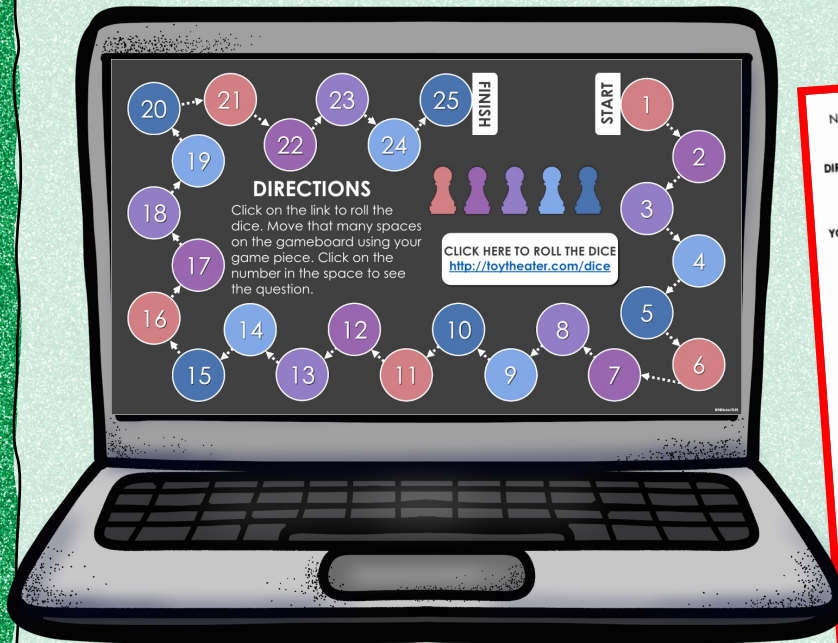 20
21
23
25
FINISH
START
1
22
24
19
2
DIRECTIONS
Click on the link to roll the
dice. Move that many spaces
on the gameboard using your
game piece. Click on the
number in the space to see
the question.
18
3
17
4
CLICK HERE TO ROLL THE DICE
http://toytheater.com/dice
16
14
12
10
8
5
6
15
13
11
9
7
N
DIR
YO